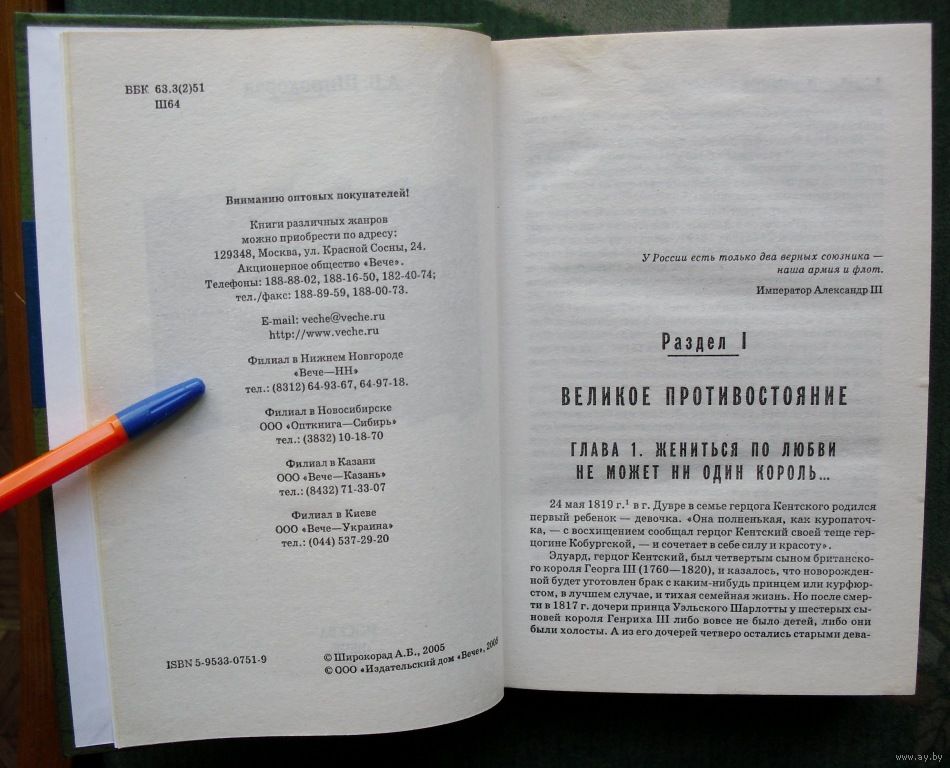 ББК 63.3(2)51
Ш64
Вниманию оптовых покупателей!
Книги различных жанров
можно приобрести по адресу:
129348, Москва, ул. Красной Сосны, 24.
Акционерное общество «Вече».
Телефоны: 188-88-02, 188-16-50, 182-40-74;
тел./факс: 188-89-59, 188-00-73.
E-mail: veche@veche.ru
http://www.veche.ru
Филиал в Нижнем Новгороде
«Вече—НН»
тел.: (8312) 64-93-67, 64-97-18.
Филиал в Новосибирске
ООО «Опткнига—Сибирь»
тел.: (3832) 10-18-70
Филиал в Казани
ООО «Вече—Казань»
тел.: (8432) 71-33-07
Филиал в Киеве
ООО «Вече—Украина»
тел.: (044) 537-29-20
ISBN 5-9533-0751-9
© Широкорад А.Б., 2005
© ООО «Издательский дом «Вече», 2005
У России есть только два верных союзника —
наша армия и флот.
Император Александр III
Раздел I
ВЕЛИКОЕ ПРОТИВОСТОЯНИЕ
ГЛАВА 1. ЖЕНИТЬСЯ ПО ЛЮБВИ
НЕ МОЖЕТ НИ ОДИН КОРОЛЬ...
24 мая 1819 г.¹ в г. Дувре в семье герцога Кентского родился
первый ребенок — девочка. «Она полненькая, как куропаточ-
ка, — с восхищением сообщал герцог Кентский своей теще гер-
цогине Кобургской, — и сочетает в себе силу и красоту».
Эдуард, герцог Кентский, был четвертым сыном британско-
го короля Георга III (1760—1820), и казалось, что новорожден-
ной будет уготовлен брак с каким-нибудь принцем или курфюр-
стом, в лучшем случае, и тихая семейная жизнь. Но после смер-
ти в 1817 г. дочери принца Уэльского Шарлотты у шестерых сы-
новей короля Генриха III либо вовсе не было детей, либо они
были холосты. А из его дочерей четверо остались старыми дева-
www.ay.by